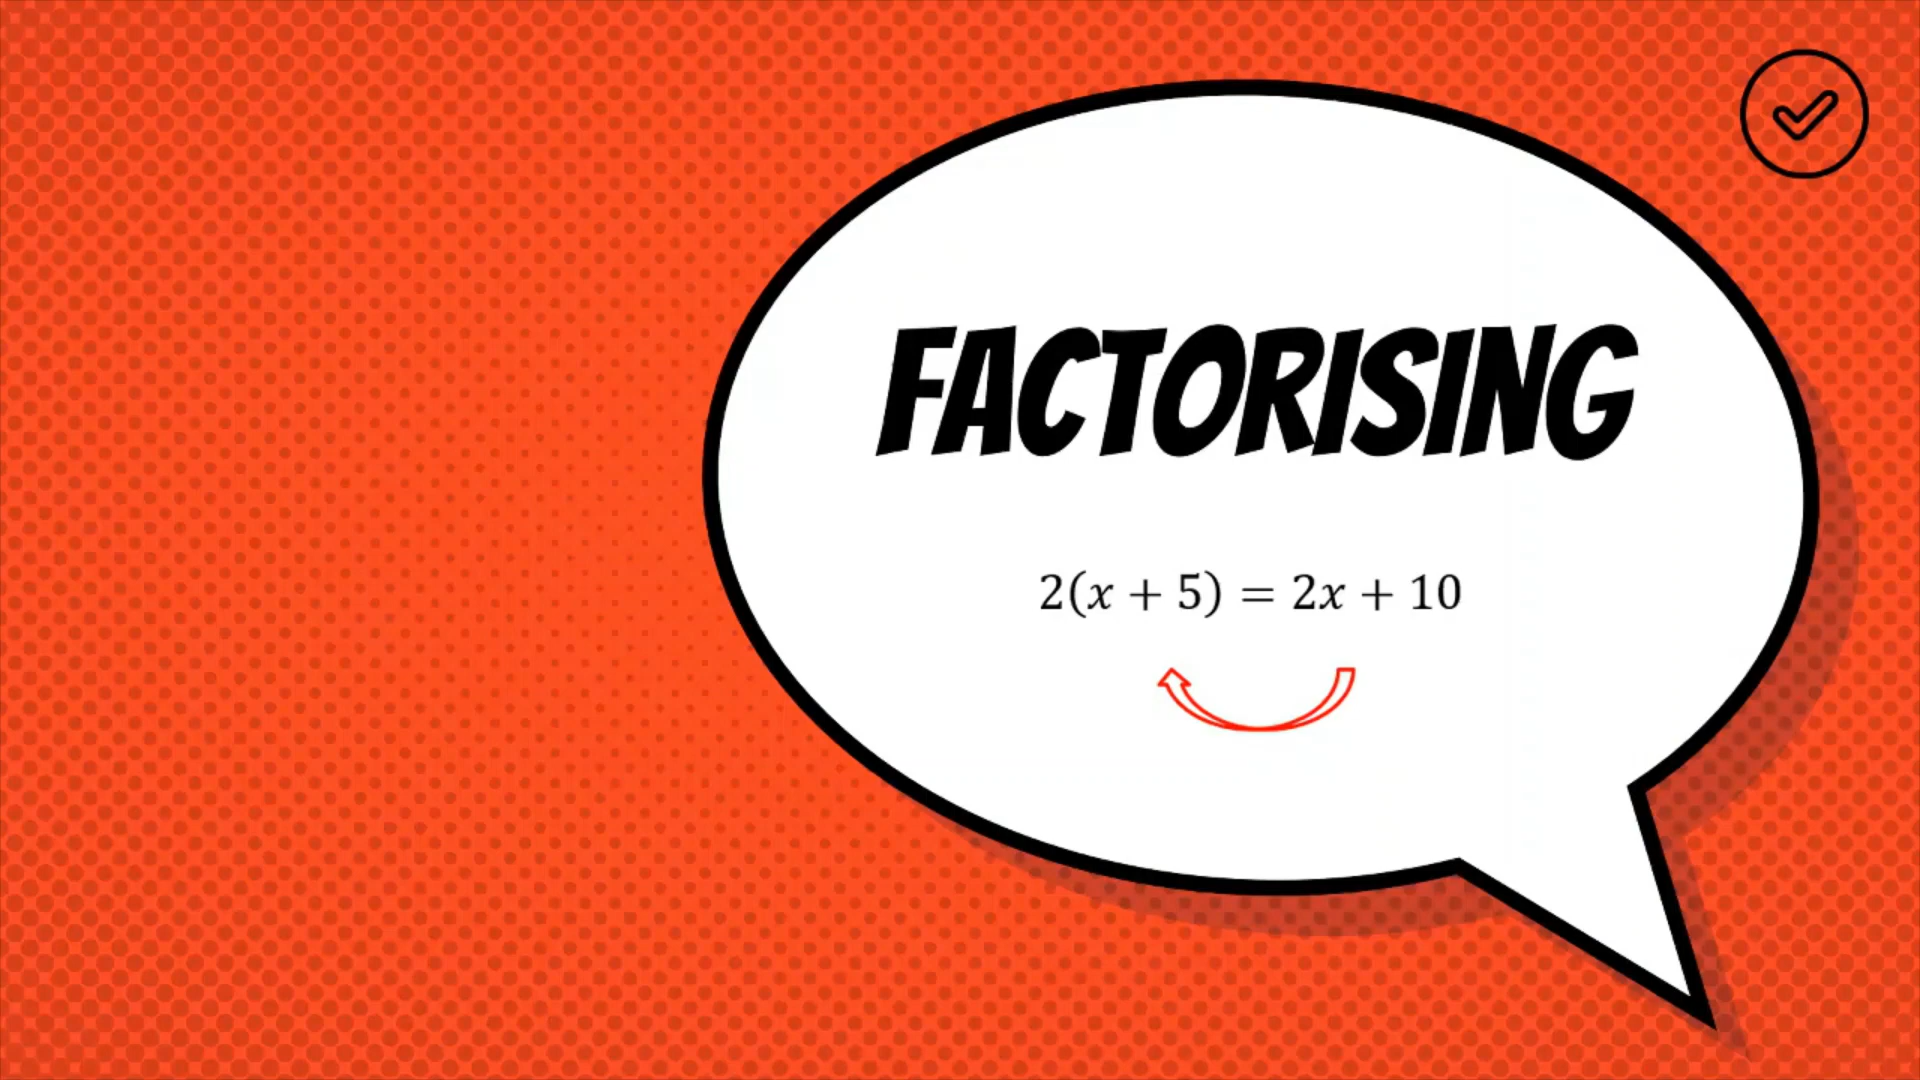 FACTORISING
2(x + 5) = 2x + 10